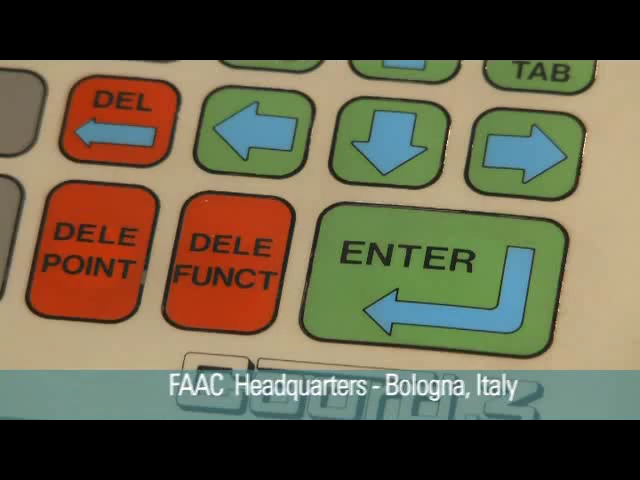 TAB
DEL
DELE
POINT
DELE
FUNCT
ENTER
FAAC Headquarters - Bologna, Italy